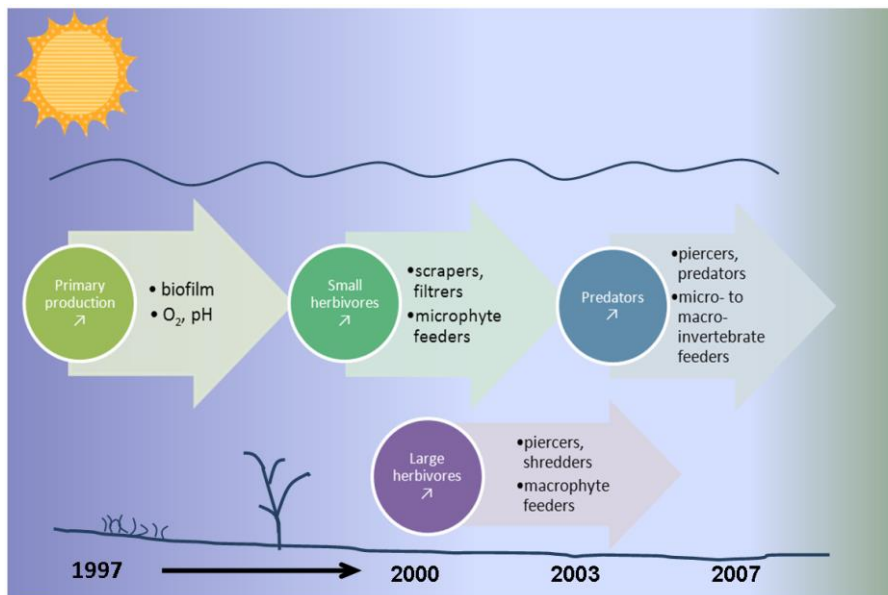 Primary
production
↗
•biofilm
•O₂, pH
Small
herbivores
↗
•scrapers,
filtrers
•microphyte
feeders
Predators
↗
•piercers,
predators
•micro- to
macro-
invertebrate
feeders
Large
herbivores
↗
•piercers,
shredders
•macrophyte
feeders
1997
2000
2003
2007